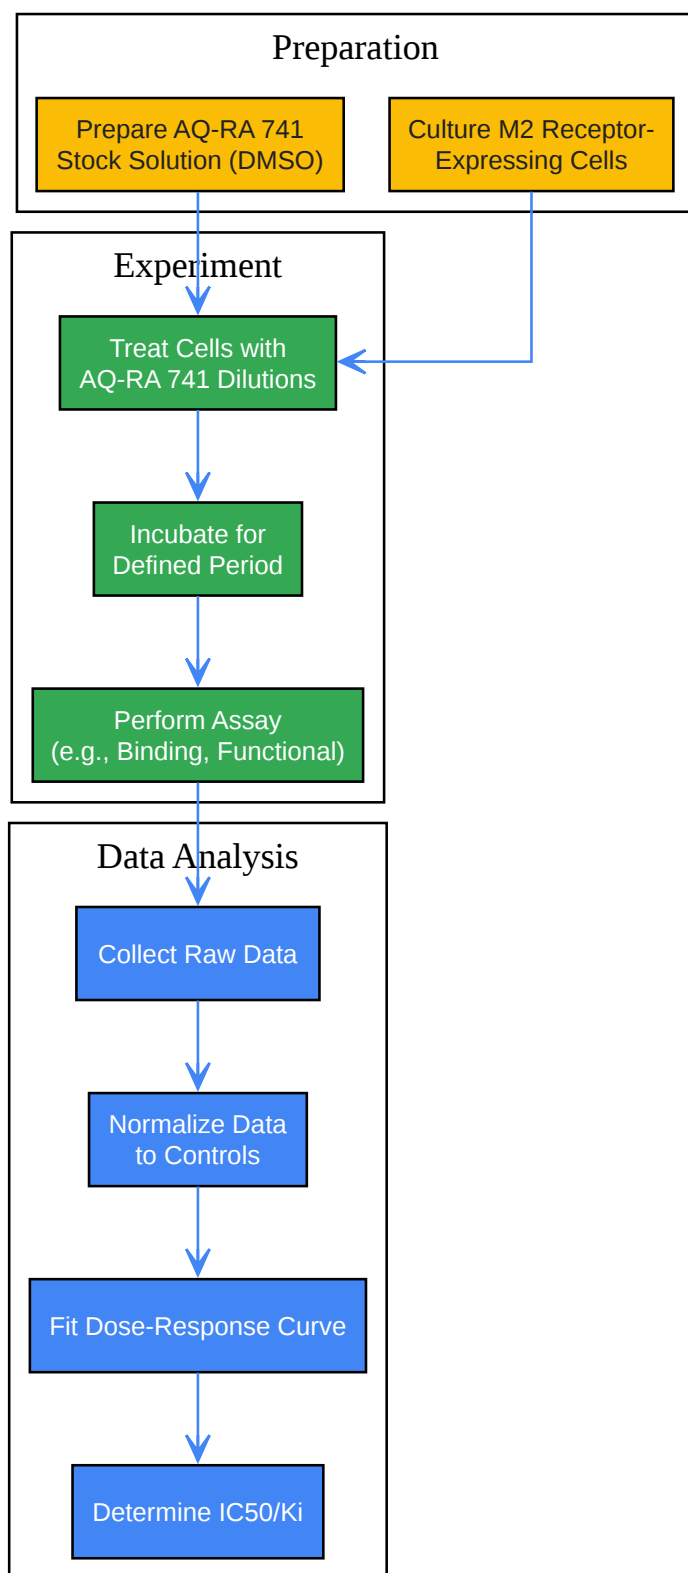 Preparation
Prepare AQ-RA 741
Stock Solution (DMSO)
Culture M2 Receptor-
Expressing Cells
Experiment
Treat Cells with
AQ-RA 741 Dilutions
Incubate for
Defined Period
Perform Assay
(e.g., Binding, Functional)
Data Analysis
Collect Raw Data
Normalize Data
to Controls
Fit Dose-Response Curve
Determine IC50/Ki